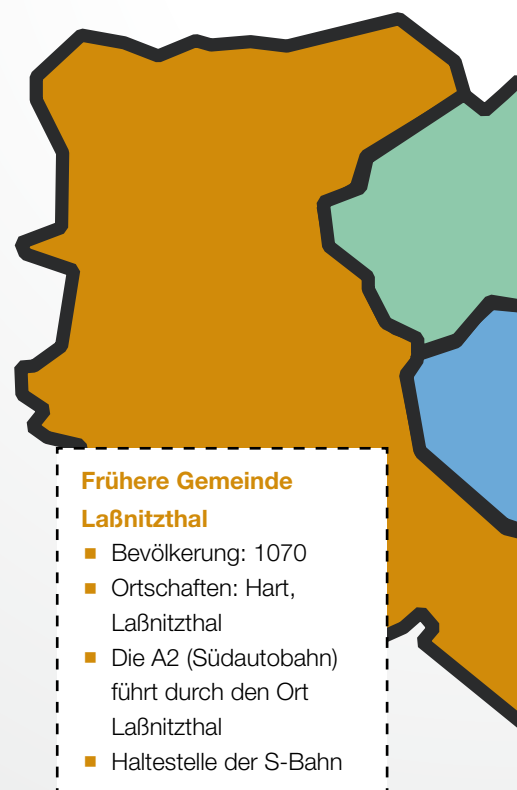 Frühere Gemeinde
Laßnitzthal
■ Bevölkerung: 1070
■ Ortschaften: Hart,
Laßnitzthal
■ Die A2 (Südautobahn)
führt durch den Ort
Laßnitzthal
■ Haltestelle der S-Bahn